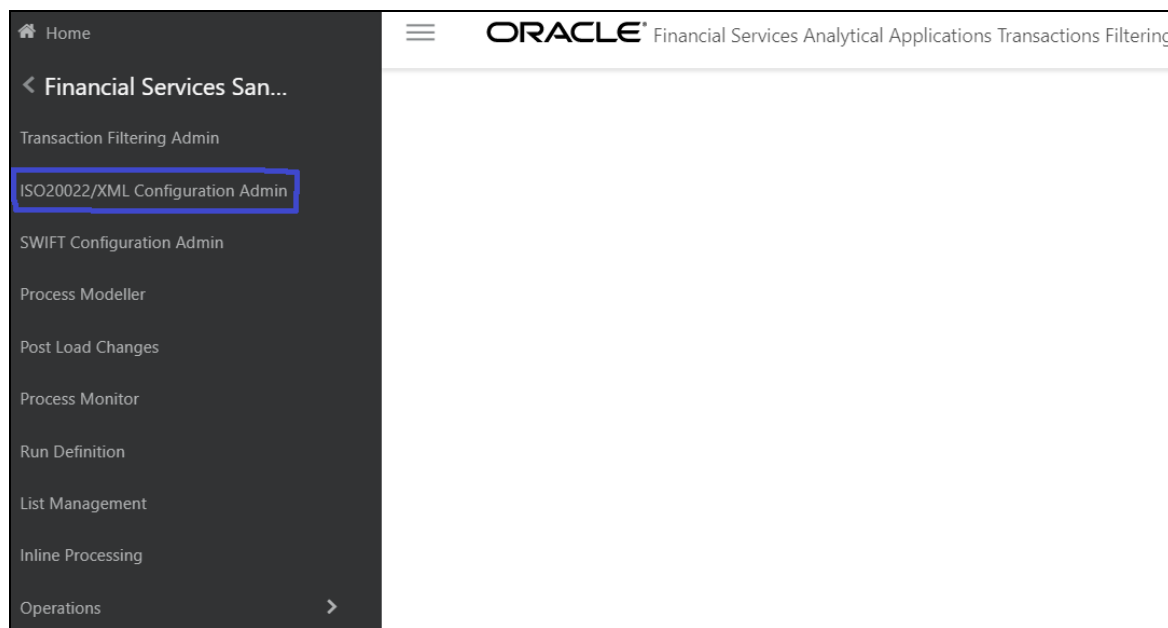 Home
ORACLE® Financial Services Analytical Applications Transactions Filtering
Financial Services San...
Transaction Filtering Admin
ISO20022/XML Configuration Admin
SWIFT Configuration Admin
Process Modeller
Post Load Changes
Process Monitor
Run Definition
List Management
Inline Processing
Operations